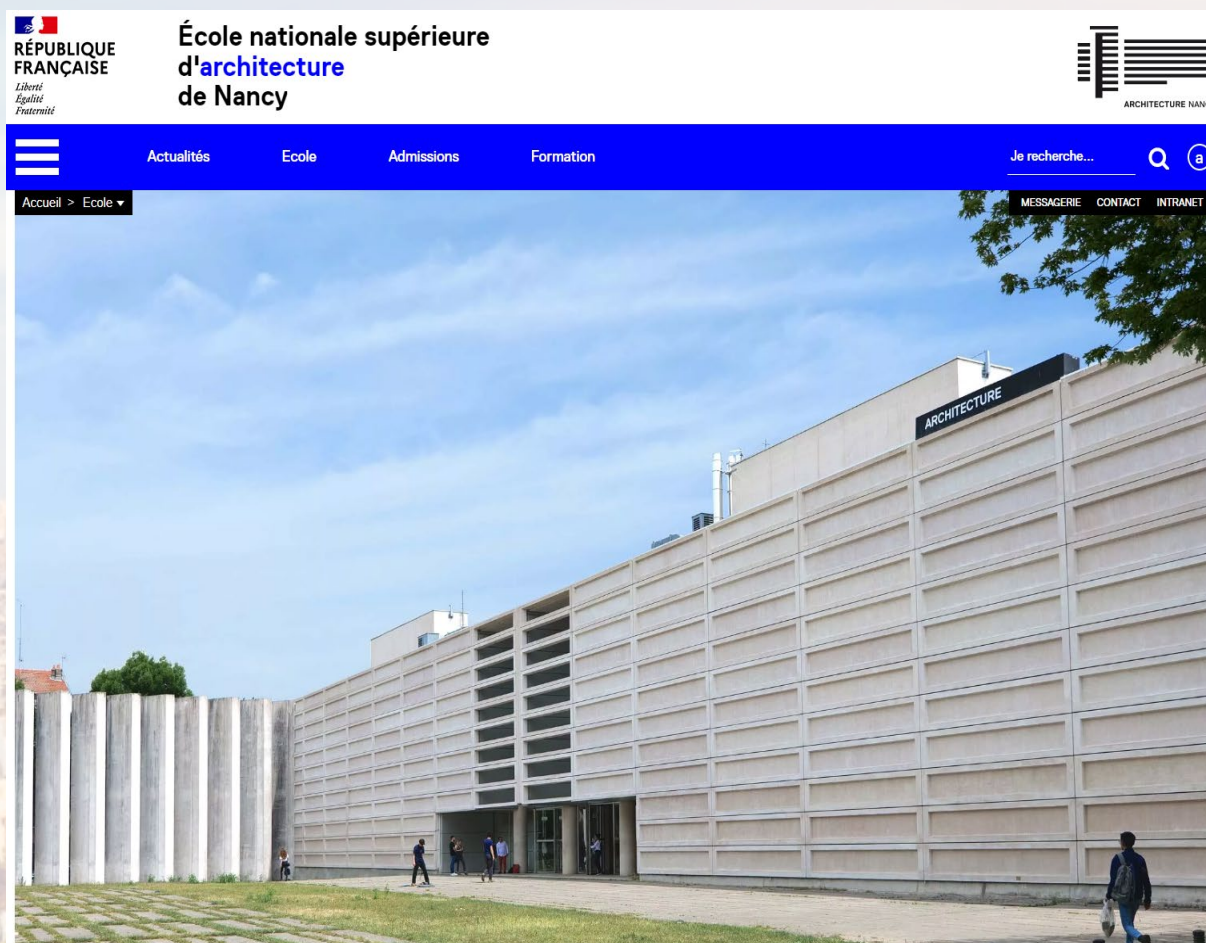 RÉPUBLIQUE
FRANÇAISE
Liberté
Égalité
Fraternité
École nationale supérieure
d'architecture
de Nancy
ARCHITECTURE
Actualités Ecole Admissions Formation Je recherche... a
Accueil > Ecole
MESSAGERIE CONTACT INTRANET
ARCHITECTURE